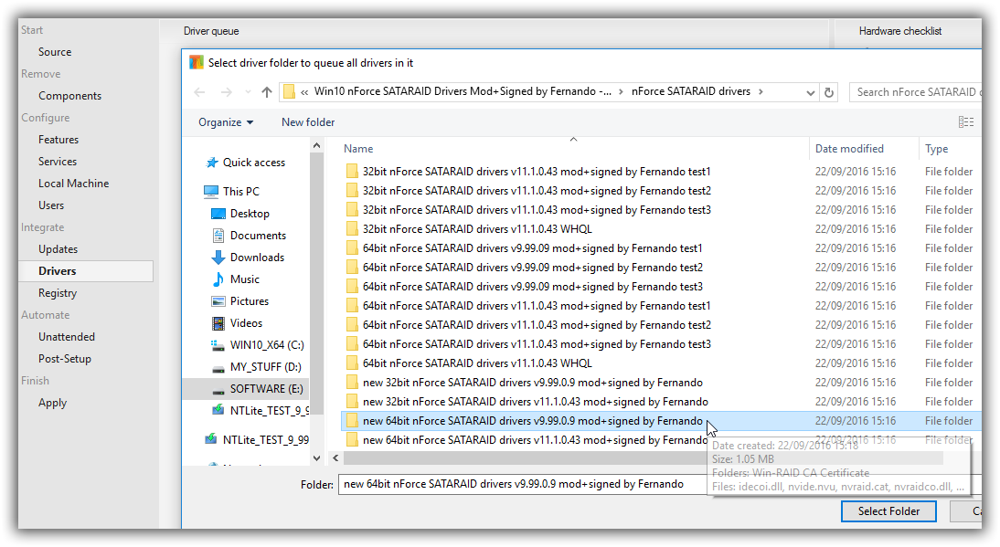 Start
Source
Remove
Components
Configure
Features
Services
Local Machine
Users
Integrate
Updates
Drivers
Registry
Automate
Unattended
Post-Setup
Finish
Apply
Driver queue
Hardware checklist
Select driver folder to queue all drivers in it
« Win10 nForce SATARAID Drivers Mod+Signed by Fernando -... > nForce SATARAID drivers >
Search nForce SATARAID
Organize
New folder
Quick access
This PC
Desktop
Documents
Downloads
Music
Pictures
Videos
WIN10_X64 (C:)
MY_STUFF (D:)
SOFTWARE (E:)
NTLite_TEST_9_9
NTLite_TEST_9_99
Name Date modified Type
32bit nForce SATARAID drivers v11.1.0.43 mod+signed by Fernando test1 22/09/2016 15:16 File folder
32bit nForce SATARAID drivers v11.1.0.43 mod+signed by Fernando test2 22/09/2016 15:16 File folder
32bit nForce SATARAID drivers v11.1.0.43 mod+signed by Fernando test3 22/09/2016 15:16 File folder
32bit nForce SATARAID drivers v11.1.0.43 WHQL 22/09/2016 15:16 File folder
64bit nForce SATARAID drivers v9.99.09 mod+signed by Fernando test1 22/09/2016 15:16 File folder
64bit nForce SATARAID drivers v9.99.09 mod+signed by Fernando test2 22/09/2016 15:16 File folder
64bit nForce SATARAID drivers v9.99.09 mod+signed by Fernando test3 22/09/2016 15:16 File folder
64bit nForce SATARAID drivers v11.1.0.43 mod+signed by Fernando test1 22/09/2016 15:16 File folder
64bit nForce SATARAID drivers v11.1.0.43 mod+signed by Fernando test2 22/09/2016 15:16 File folder
64bit nForce SATARAID drivers v11.1.0.43 mod+signed by Fernando test3 22/09/2016 15:16 File folder
64bit nForce SATARAID drivers v11.1.0.43 WHQL 22/09/2016 15:16 File folder
new 32bit nForce SATARAID drivers v9.99.0.9 mod+signed by Fernando 22/09/2016 15:16 File folder
new 32bit nForce SATARAID drivers v11.1.0.43 mod+signed by Fernando 22/09/2016 15:16 File folder
new 64bit nForce SATARAID drivers v9.99.0.9 mod+signed by Fernando 22/09/2016 15:16 File folder
new 64bit nForce SATARAID drivers v11.1.0.43 mod+signed by Fernando 22/09/2016 15:16 File folder
Date created: 22/09/2016 15:18
Size: 1.05 MB
Folders: Win-RAID CA Certificate
Files: idecoi.dll, nvide.nvu, nvraid.cat, nvraidco.dll, ...
Folder: new 64bit nForce SATARAID drivers v9.99.0.9 mod+signed by Fernando
Select Folder
Ca